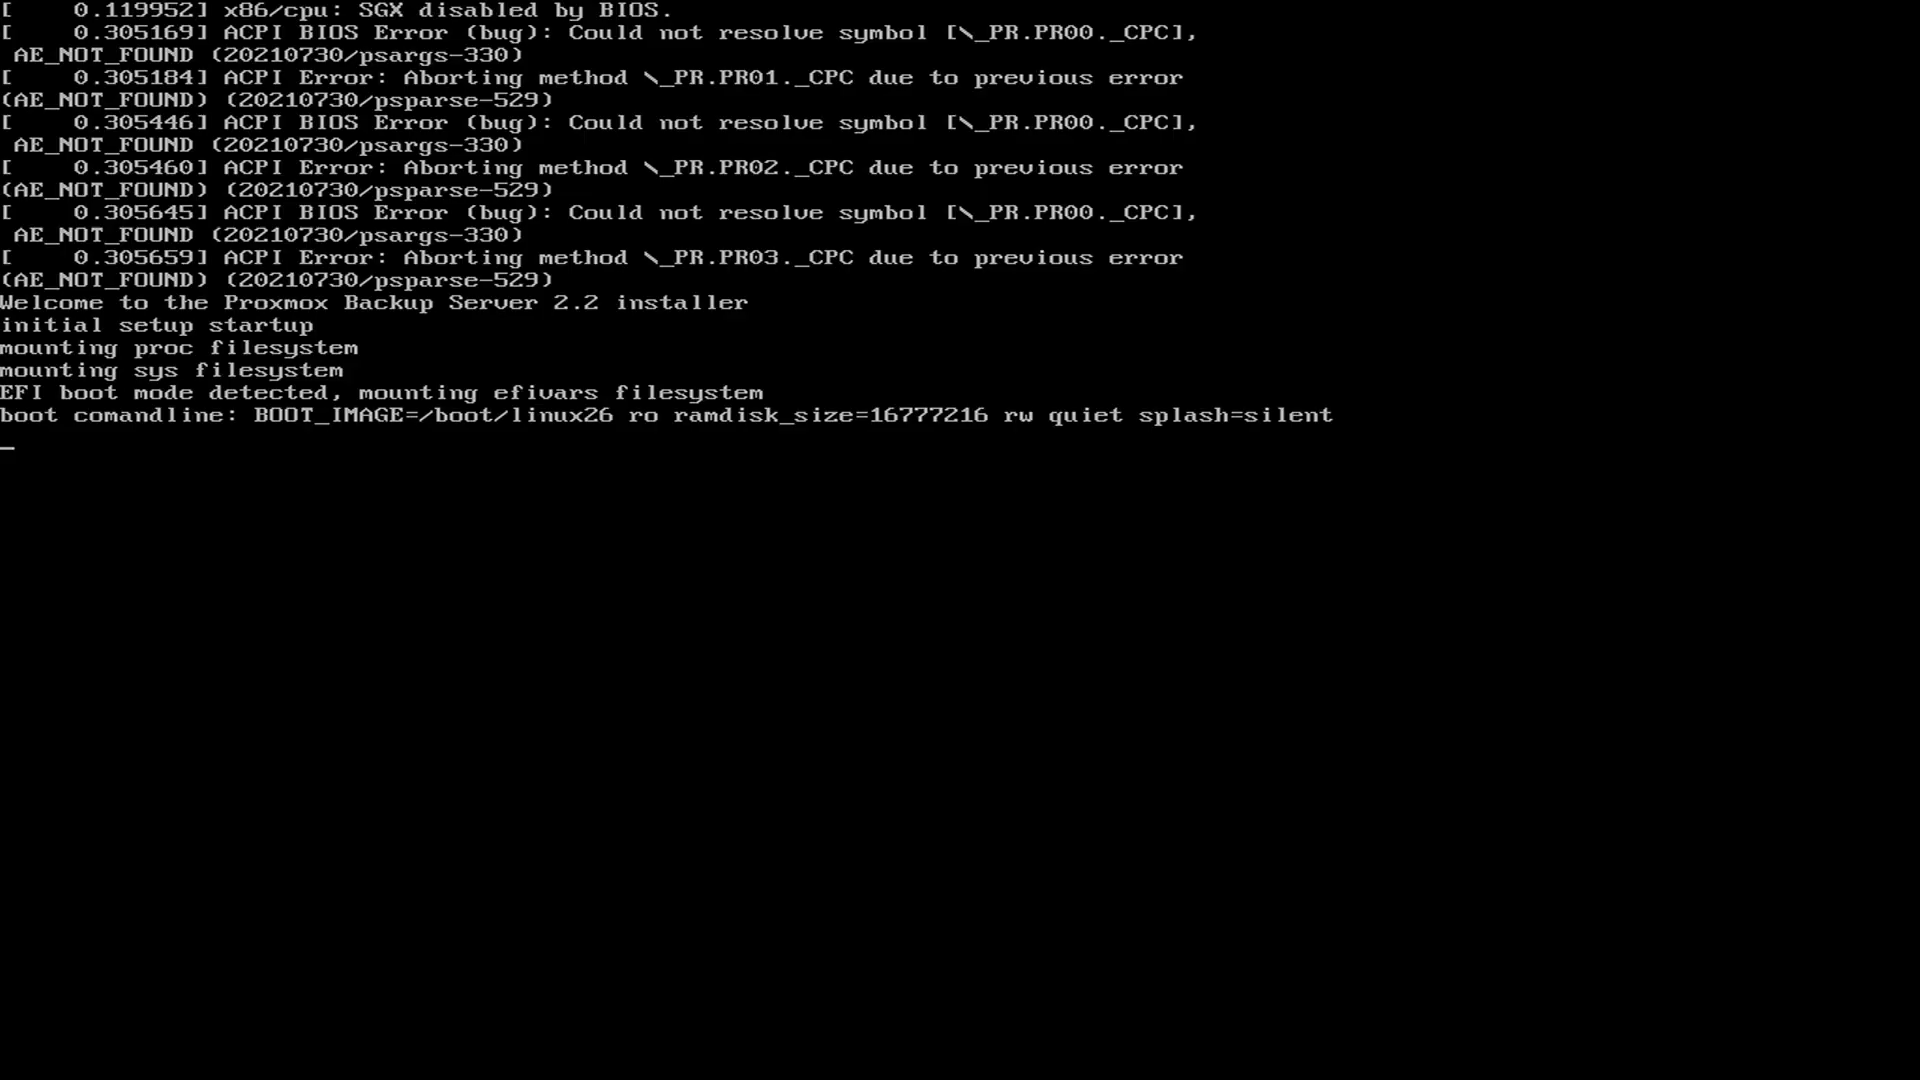 [    0.119952] x86/cpu: SGX disabled by BIOS.
[    0.305169] ACPI BIOS Error (bug): Could not resolve symbol [\_PR.PR00._CPC],
 AE_NOT_FOUND (20210730/psargs-330)
[    0.305184] ACPI Error: Aborting method \_PR.PR01._CPC due to previous error
(AE_NOT_FOUND) (20210730/psparse-529)
[    0.305446] ACPI BIOS Error (bug): Could not resolve symbol [\_PR.PR00._CPC],
 AE_NOT_FOUND (20210730/psargs-330)
[    0.305460] ACPI Error: Aborting method \_PR.PR02._CPC due to previous error
(AE_NOT_FOUND) (20210730/psparse-529)
[    0.305645] ACPI BIOS Error (bug): Could not resolve symbol [\_PR.PR00._CPC],
 AE_NOT_FOUND (20210730/psargs-330)
[    0.305659] ACPI Error: Aborting method \_PR.PR03._CPC due to previous error
(AE_NOT_FOUND) (20210730/psparse-529)
Welcome to the Proxmox Backup Server 2.2 installer
initial setup startup
mounting proc filesystem
mounting sys filesystem
EFI boot mode detected, mounting efivars filesystem
boot comandline: BOOT_IMAGE=/boot/linux26 ro ramdisk_size=16777216 rw quiet splash=silent
_